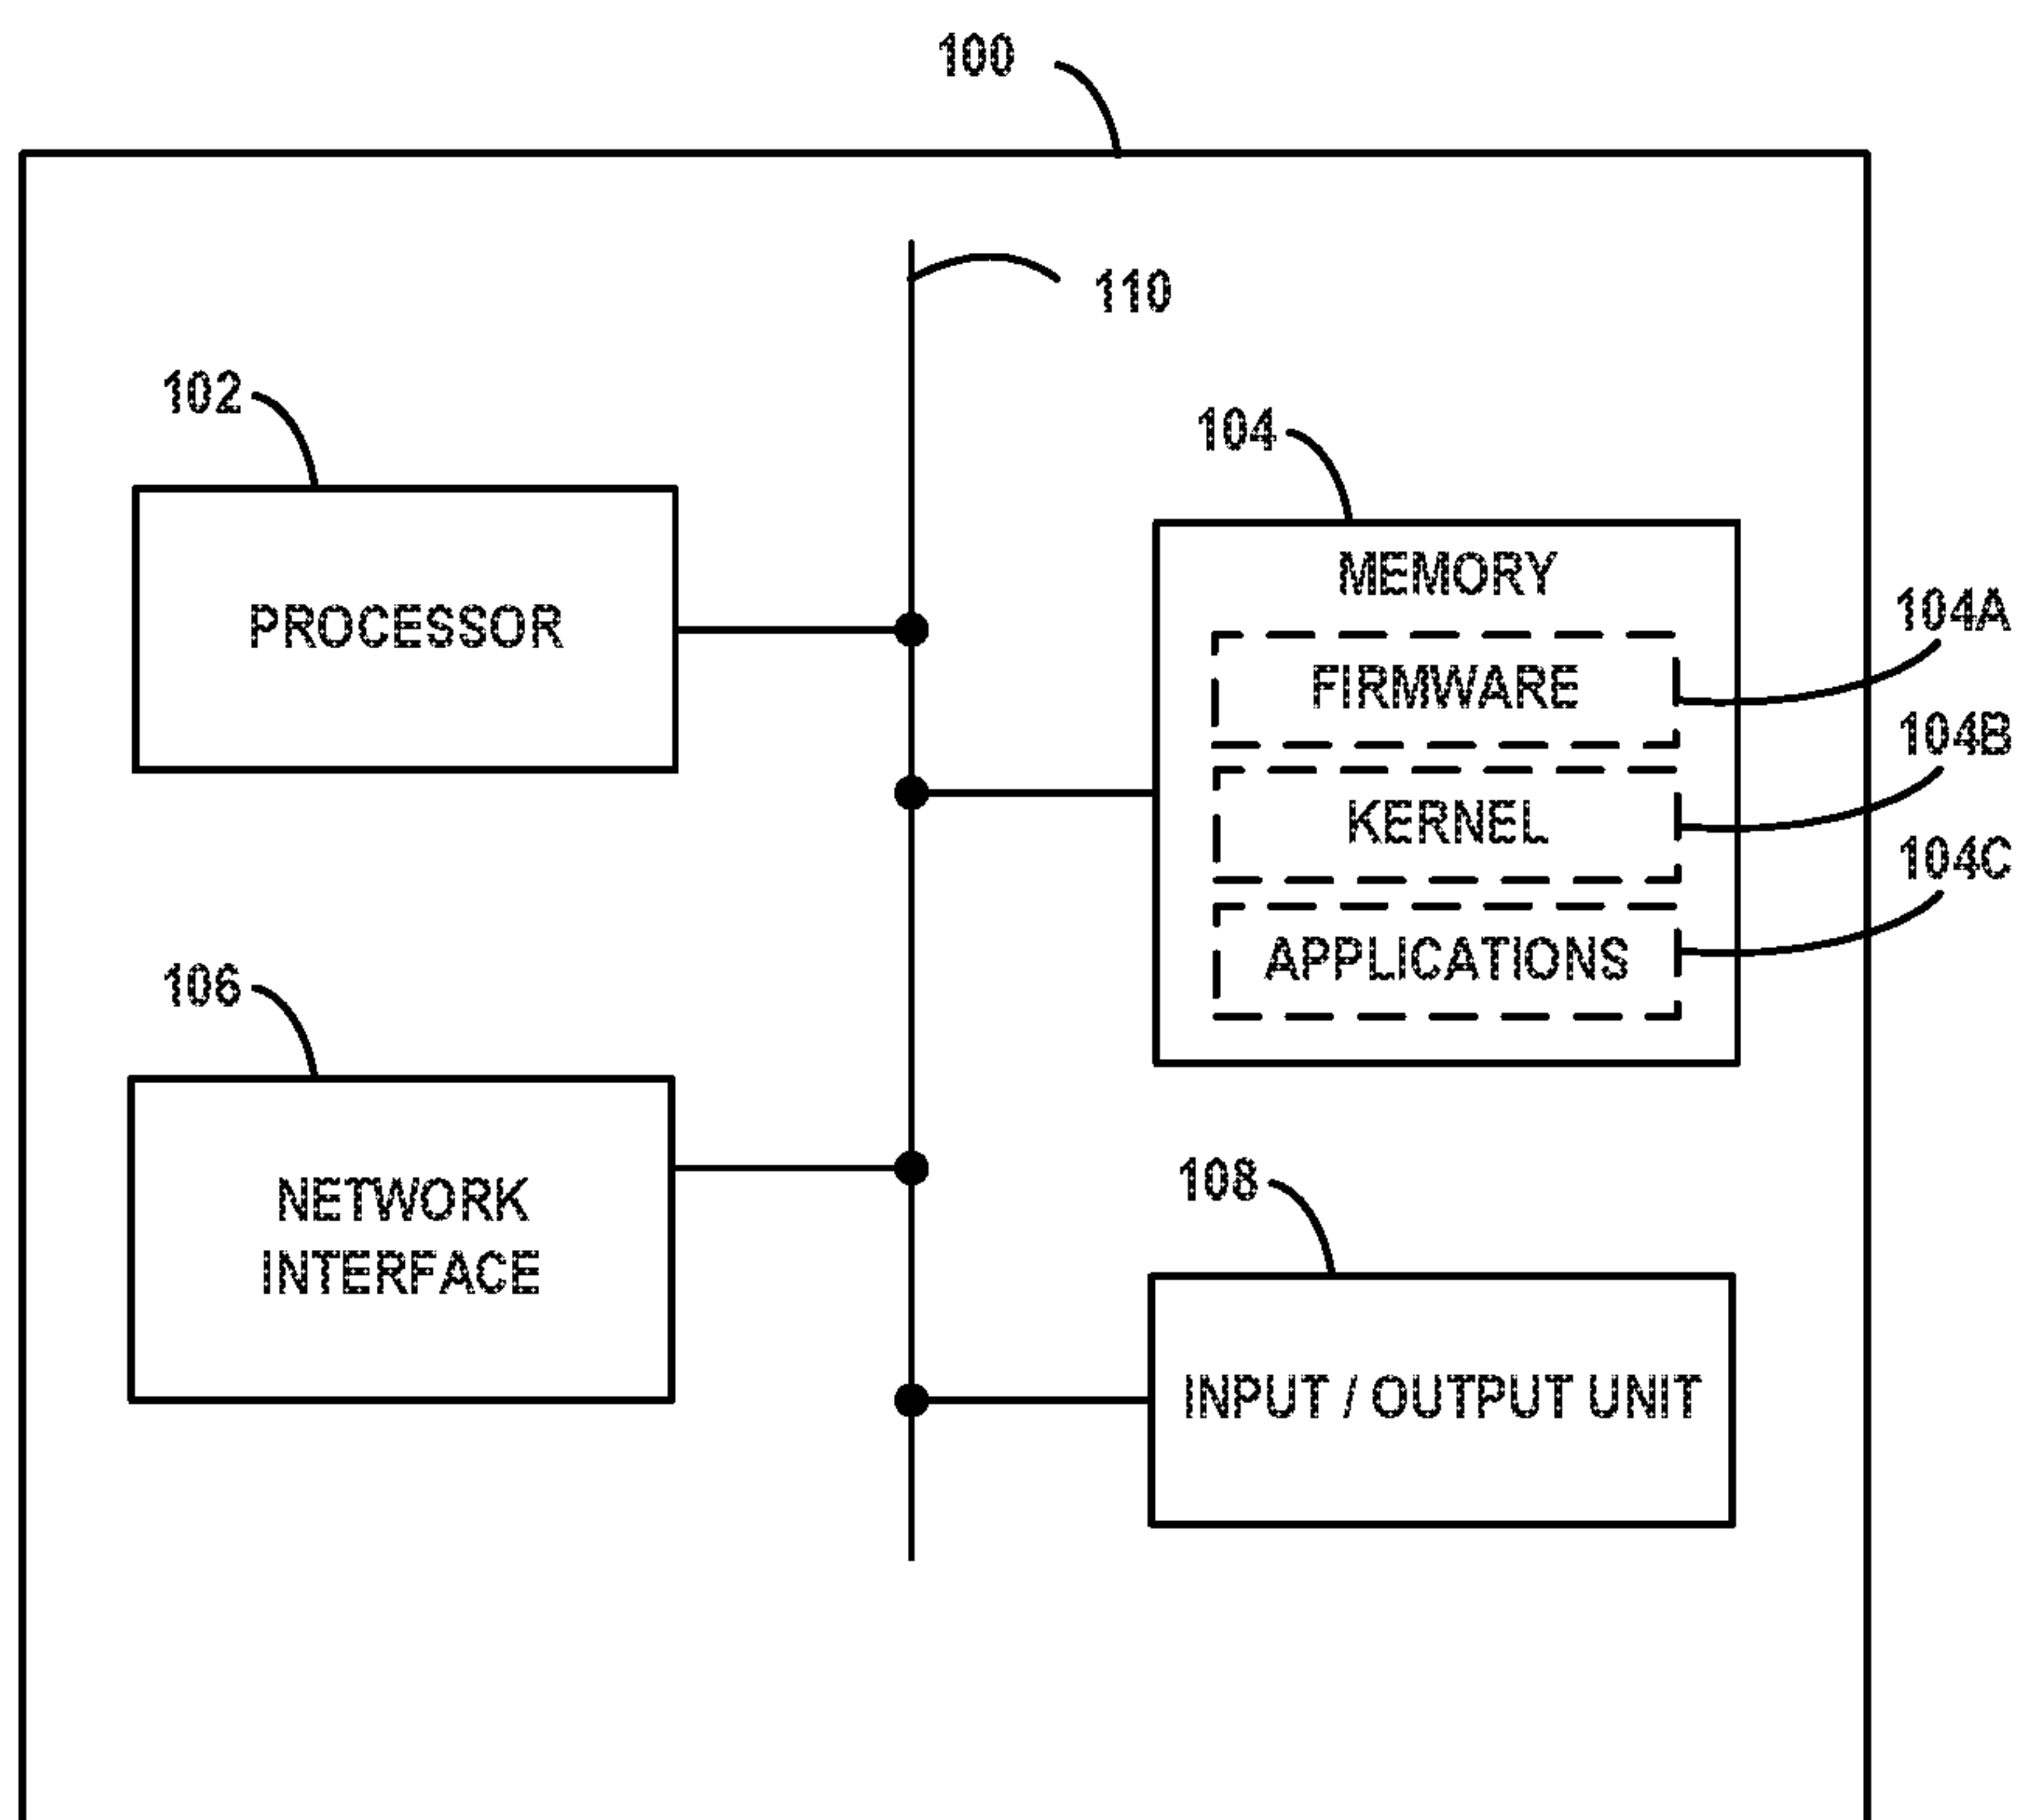 100
110
102
PROCESSOR
104
MEMORY
FIRMWARE
104A
KERNEL
104B
APPLICATIONS
104C
106
NETWORK
INTERFACE
108
INPUT / OUTPUT UNIT